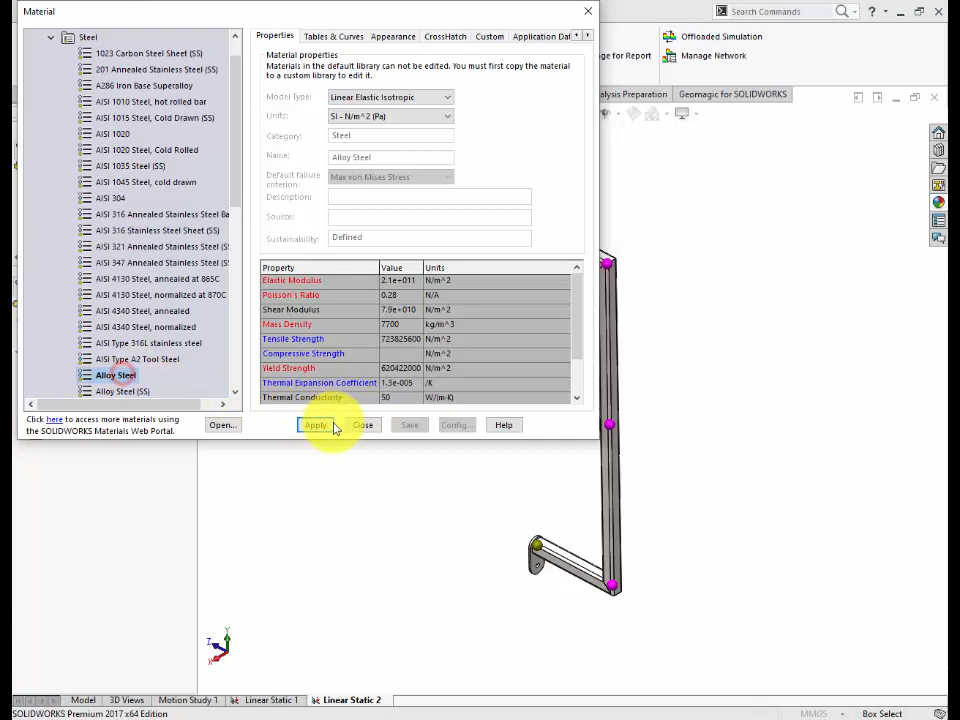 Material
Search Commands
Steel
1023 Carbon Steel Sheet (SS)
201 Annealed Stainless Steel (SS)
A286 Iron Base Superalloy
AISI 1010 Steel, hot rolled bar
AISI 1015 Steel, Cold Drawn (SS)
AISI 1020
AISI 1020 Steel, Cold Rolled
AISI 1035 Steel (SS)
AISI 1045 Steel, cold drawn
AISI 304
AISI 316 Annealed Stainless Steel Ba
AISI 316 Stainless Steel Sheet (SS)
AISI 321 Annealed Stainless Steel (S
AISI 347 Annealed Stainless Steel (S
AISI 4130 Steel, annealed at 865C
AISI 4130 Steel, normalized at 870C
AISI 4340 Steel, annealed
AISI 4340 Steel, normalized
AISI Type 316L stainless steel
AISI Type A2 Tool Steel
Alloy Steel
Alloy Steel (SS)
Click here to access more materials using
the SOLIDWORKS Materials Web Portal.
Open...
Properties Tables & Curves Appearance CrossHatch Custom Application Dat
Material properties
Materials in the default library can not be edited. You must first copy the material
to a custom library to edit it.
Model Type: Linear Elastic Isotropic
Units: SI - N/m^2 (Pa)
Category: Steel
Name: Alloy Steel
Default failure
criterion: Max von Mises Stress
Description:
Source:
Sustainability: Defined
Property Value Units
Elastic Modulus 2.1e+011 N/m^2
Poisson's Ratio 0.28 N/A
Shear Modulus 7.9e+010 N/m^2
Mass Density 7700 kg/m^3
Tensile Strength 723825600 N/m^2
Compressive Strength N/m^2
Yield Strength 620422000 N/m^2
Thermal Expansion Coefficient 1.3e-005 /K
Thermal Conductivity 50 W/(m·K)
Apply Close Save Config... Help
Offloaded Simulation
ge for Report Manage Network
alysis Preparation Geomagic for SOLIDWORKS
Y
Z
X
Model 3D Views Motion Study 1 Linear Static 1 Linear Static 2
SOLIDWORKS Premium 2017 x64 Edition MMGS Box Select